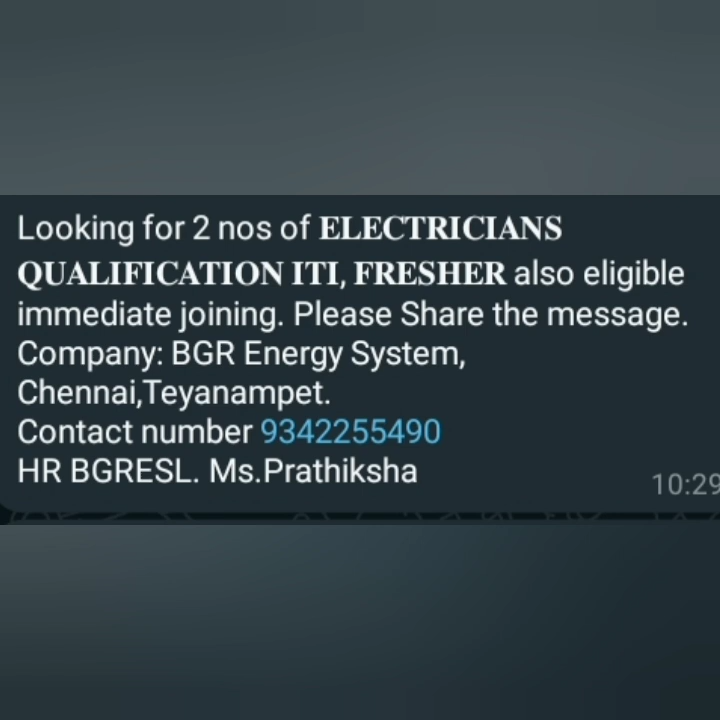 Looking for 2 nos of ELECTRICIANS
QUALIFICATION ITI, FRESHER also eligible
immediate joining. Please Share the message.
Company: BGR Energy System,
Chennai,Teyanampet.
Contact number 9342255490
HR BGRESL. Ms.Prathiksha
10:29